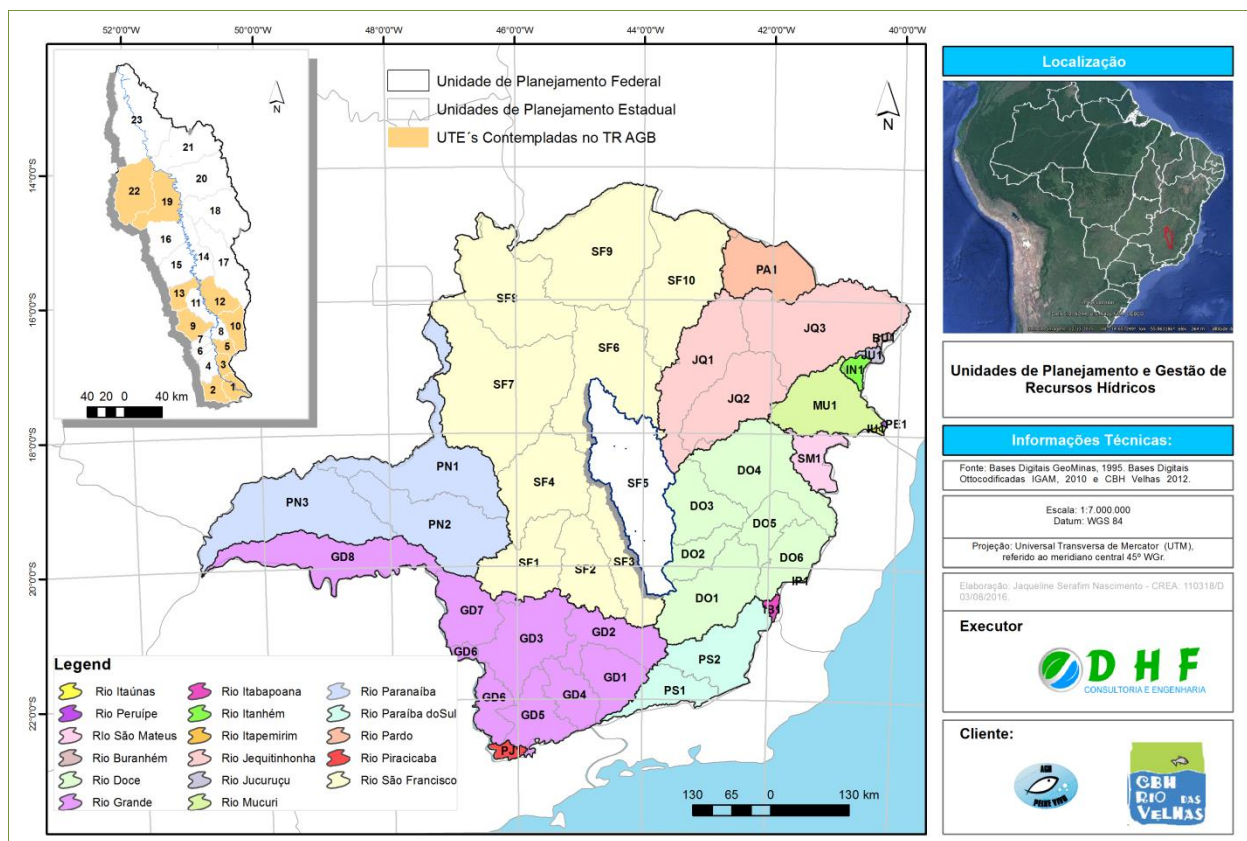 52°0'0"W
50°0'0"W
48°0'0"W
46°0'0"W
44°0'0"W
42°0'0"W
40°0'0"W
14°0'0"S
16°0'0"S
18°0'0"S
20°0'0"S
22°0'0"S
N
23
21
20
22
19
18
16
14
17
15
13
11
12
9
8
10
7
6
5
3
4
2
1
40 20 0 40 km
Unidade de Planejamento Federal
Unidades de Planejamento Estadual
UTE´s Contempladas no TR AGB
N
SF9
SF10
PA1
SF8
JQ3
BU1
JU1
SF6
JQ1
IN1
SF7
JQ2
MU1
PE1
IU1
PN1
SM1
DO4
SF4
SF5
PN3
DO3
PN2
DO5
GD8
DO2
DO6
SF1
SF2
SF3
IP1
DO1
IB1
GD7
GD3
GD2
GD6
PS2
GD1
GD6
GD4
PS1
GD5
PJ
Legend
Rio Itaúnas
Rio Peruípe
RIo São Mateus
Rio Buranhém
Rio Doce
Rio Grande
Rio Itabapoana
Rio Itanhém
Rio Itapemirim
Rio Jequitinhonha
Rio Jucuruçu
Rio Mucuri
Rio Paranaíba
Rio Paraíba doSul
Rio Pardo
Rio Piracicaba
Rio São Francisco
130 65 0 130 km
Localização
Unidades de Planejamento e Gestão de
Recursos Hídricos
Informações Técnicas:
Fonte: Bases Digitais GeoMinas, 1995. Bases Digitais
Ottocodificadas IGAM, 2010 e CBH Velhas 2012.
Escala: 1:7.000.000
Datum: WGS 84
Projeção: Universal Transversa de Mercator (UTM),
referido ao meridiano central 45º WGr.
Elaboração: Jaqueline Serafim Nascimento - CREA: 110318/D
03/08/2016.
Executor
DHF
CONSULTORIA E ENGENHARIA
Cliente:
AGB
PEIXE VIVO
CBH
RIO DAS
VELHAS